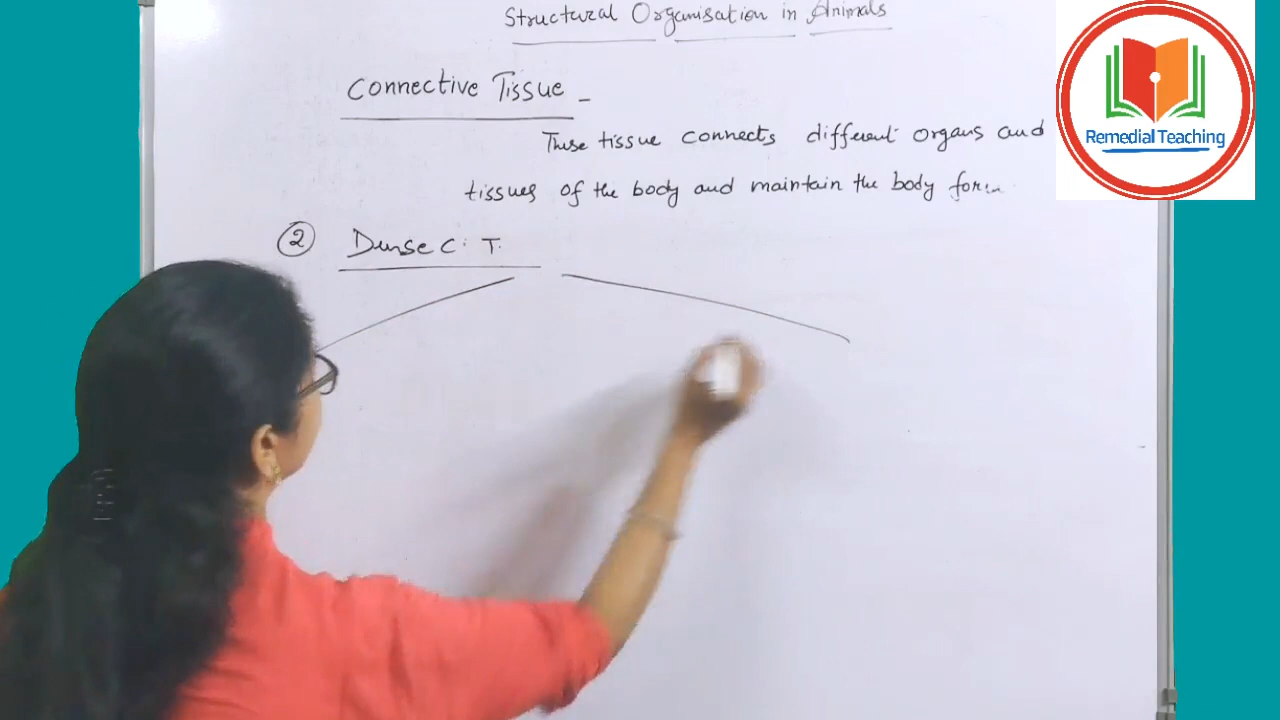 Structural Organisation in Animals
Connective Tissue -
These tissue connects different organs and
tissues of the body and maintain the body form
② Dense C. T.
Remedial Teaching